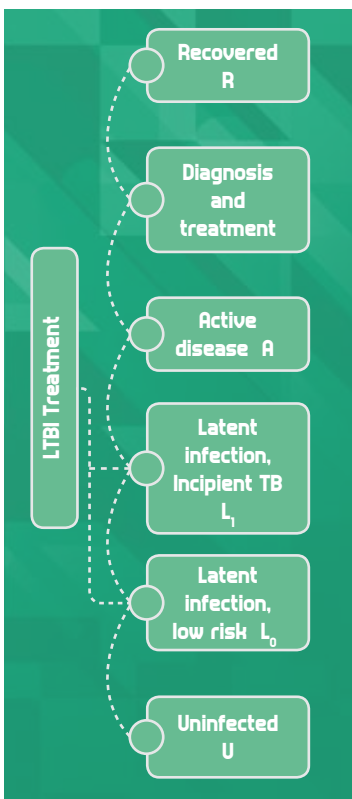 Recovered
R
Diagnosis
and
treatment
Active
disease A
LTBI Treatment
Latent
infection,
Incipient TB
L₁
Latent
infection,
low risk L₀
Uninfected
U